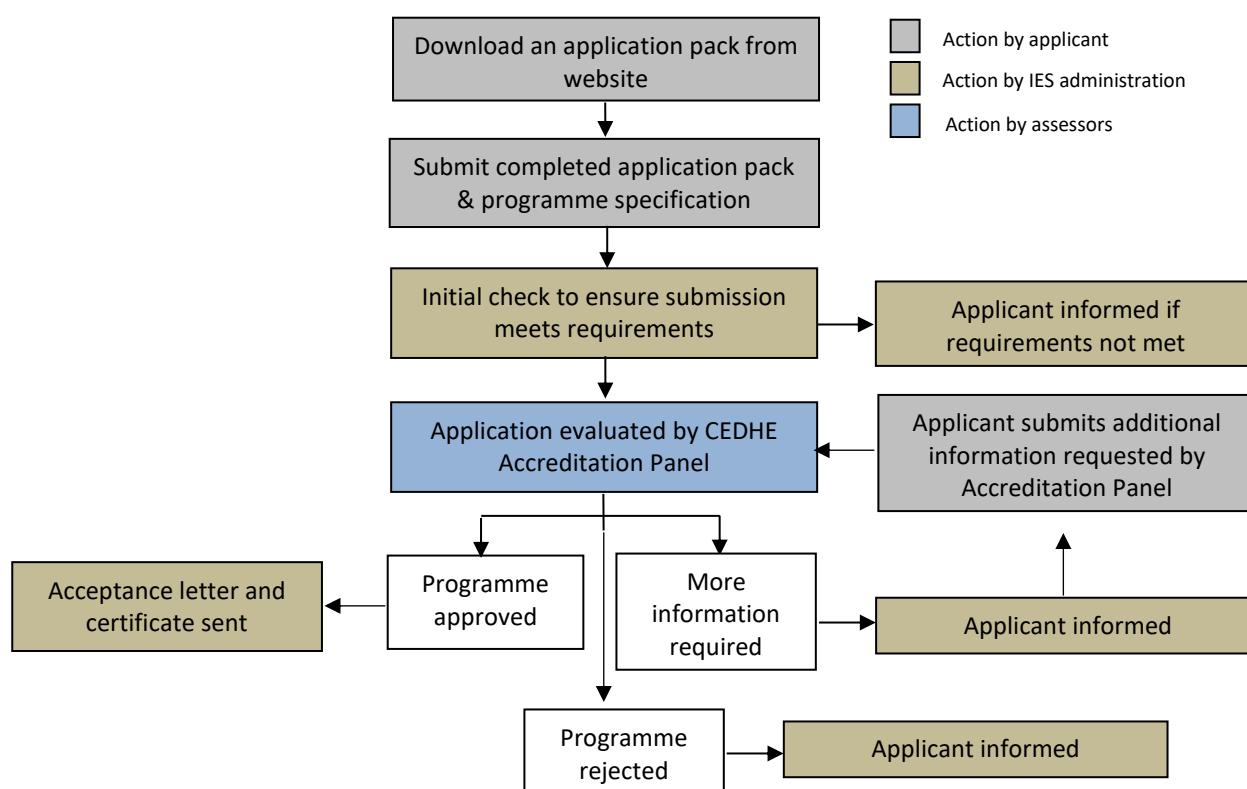 Download an application pack from
website
Action by applicant
Action by IES administration
Action by assessors
Submit completed application pack
& programme specification
Initial check to ensure submission
meets requirements
Applicant informed if
requirements not met
Application evaluated by CEDHE
Accreditation Panel
Applicant submits additional
information requested by
Accreditation Panel
Acceptance letter and
certificate sent
Programme
approved
More
information
required
Applicant informed
Programme
rejected
Applicant informed